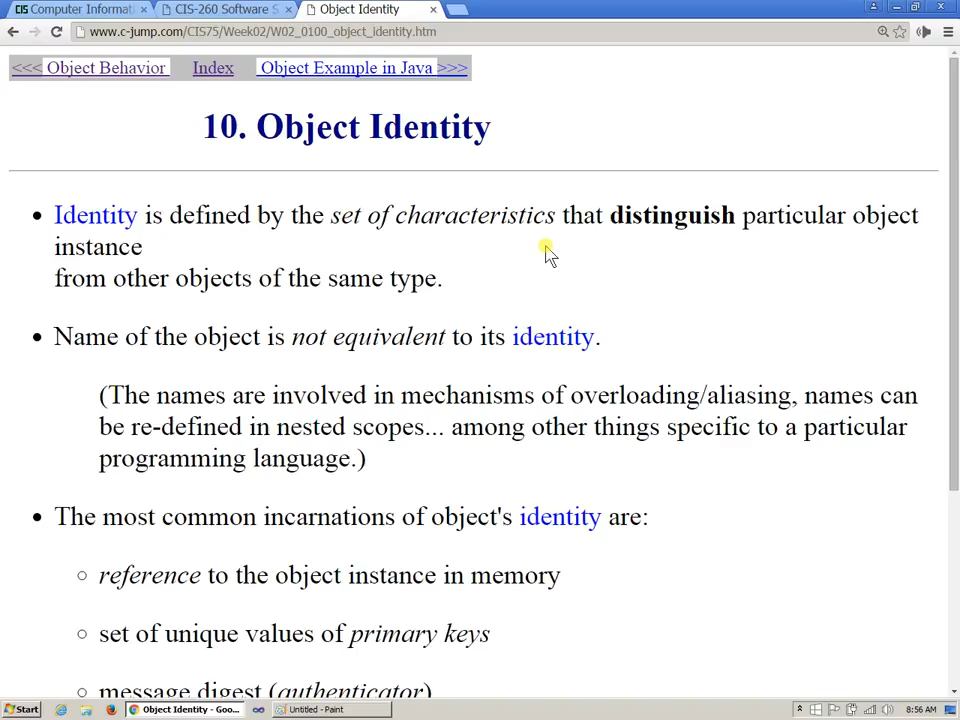 CIS Computer Informati
CIS-260 Software S
Object Identity
www.c-jump.com/CIS75/Week02/W02_0100_object_identity.htm
<<< Object Behavior Index Object Example in Java >>>
10. Object Identity
Identity is defined by the set of characteristics that distinguish particular object
instance
from other objects of the same type.
Name of the object is not equivalent to its identity.
(The names are involved in mechanisms of overloading/aliasing, names can
be re-defined in nested scopes... among other things specific to a particular
programming language.)
The most common incarnations of object's identity are:
reference to the object instance in memory
set of unique values of primary keys
message digest (authenticator)
Start
Object Identity - Goo...
Untitled - Paint
8:56 AM